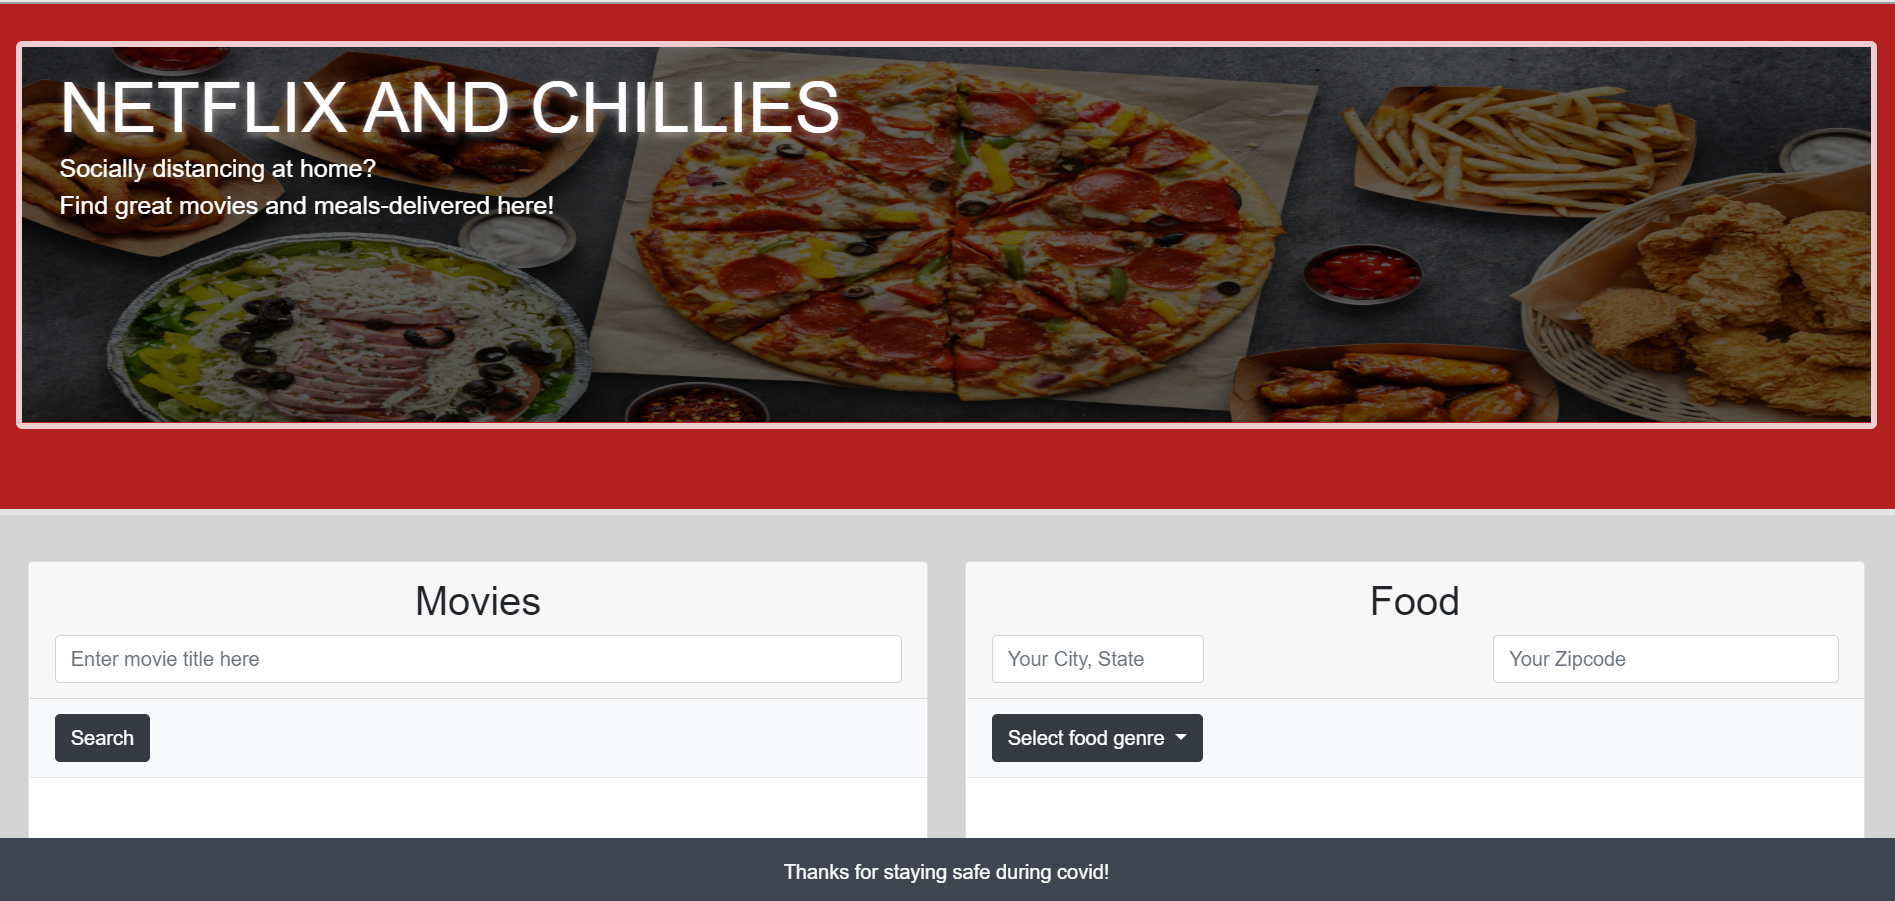 NETFLIX AND CHILLIES
Socially distancing at home?
Find great movies and meals-delivered here!
Movies
Enter movie title here
Search
Food
Your City, State
Your Zipcode
Select food genre
Thanks for staying safe during covid!